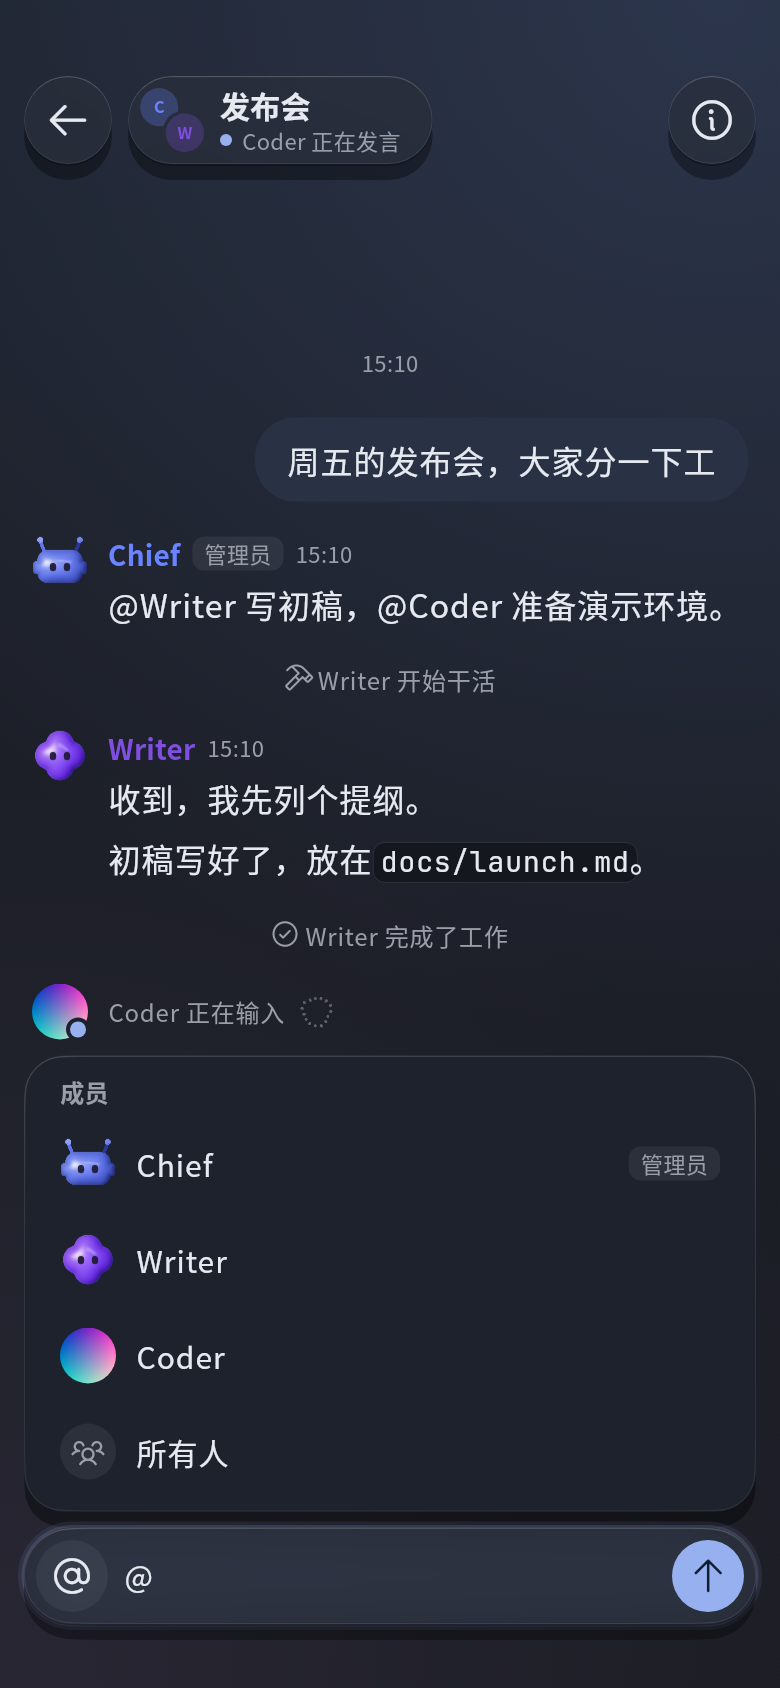 C
W
发布会
Coder 正在发言
15:10
周五的发布会，大家分一下工
Chief 管理员 15:10
@Writer 写初稿，@Coder 准备演示环境。
Writer 开始干活
Writer 15:10
收到，我先列个提纲。
初稿写好了，放在 docs/launch.md。
Writer 完成了工作
Coder 正在输入
成员
Chief 管理员
Writer
Coder
所有人
@